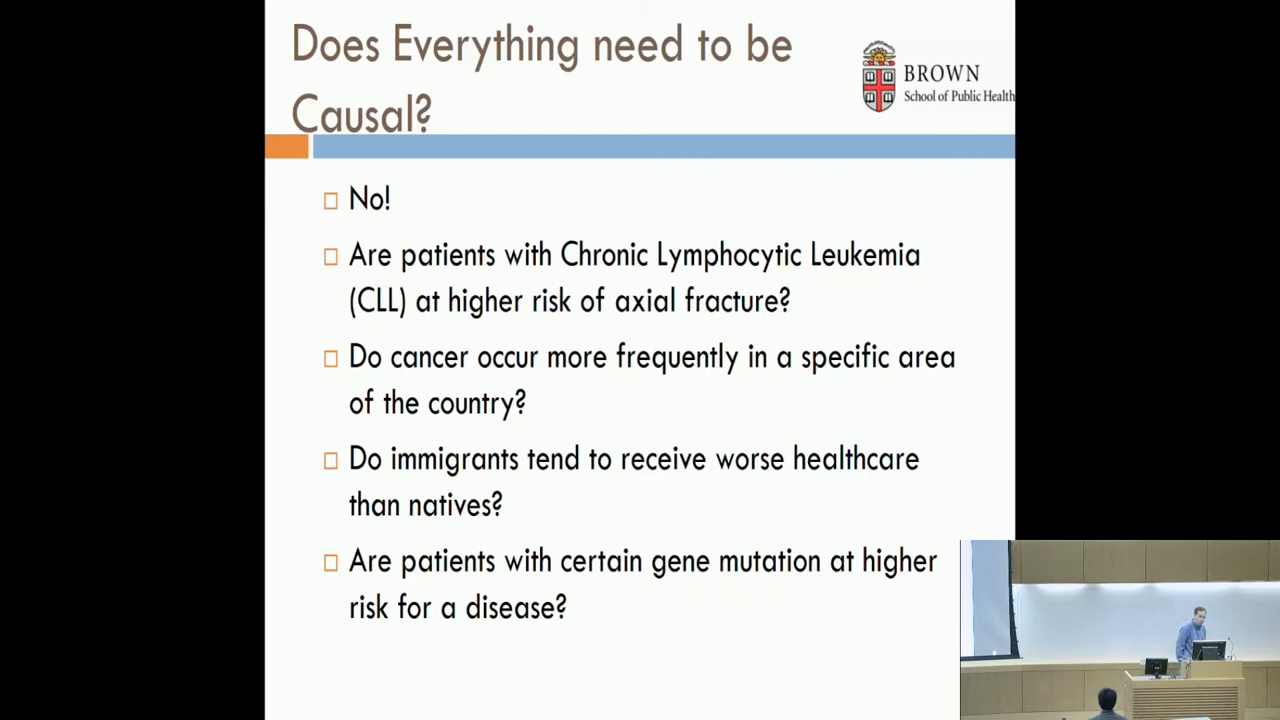 Does Everything need to be
Causal?
BROWN
School of Public Health
No!
Are patients with Chronic Lymphocytic Leukemia
(CLL) at higher risk of axial fracture?
Do cancer occur more frequently in a specific area
of the country?
Do immigrants tend to receive worse healthcare
than natives?
Are patients with certain gene mutation at higher
risk for a disease?